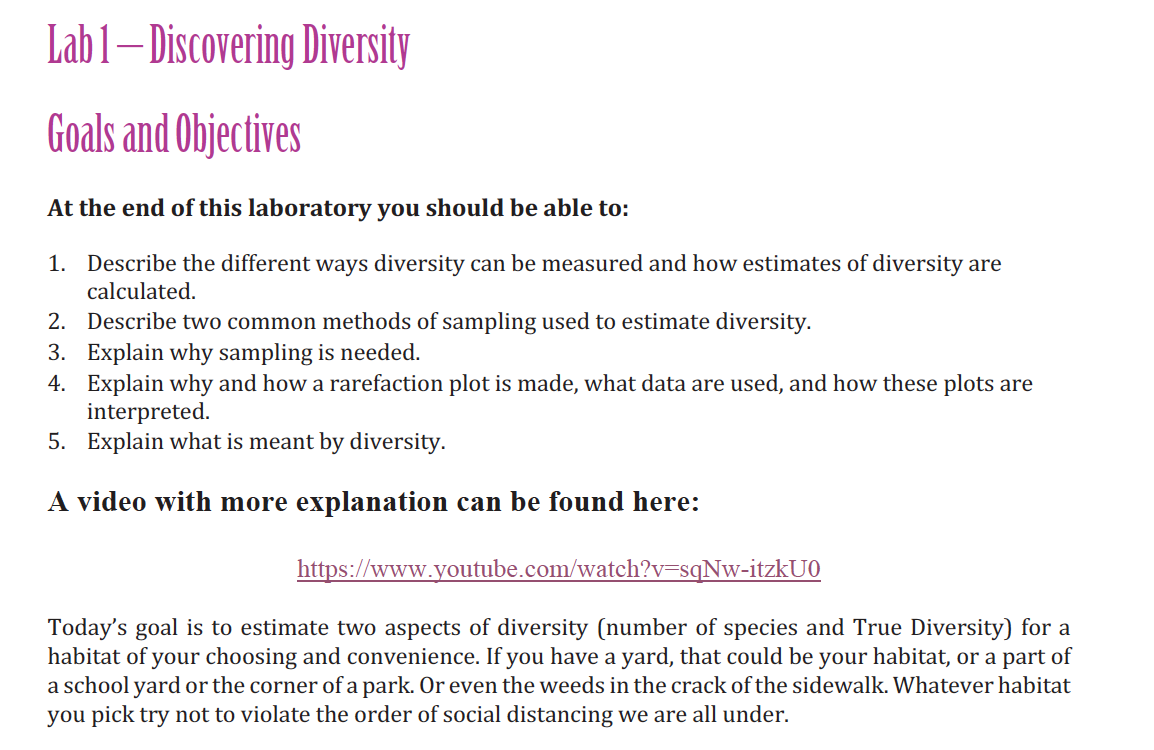 Lab 1 – Discovering Diversity
Goals and Objectives
At the end of this laboratory you should be able to:
1. Describe the different ways diversity can be measured and how estimates of diversity are
calculated.
2. Describe two common methods of sampling used to estimate diversity.
3. Explain why sampling is needed.
4. Explain why and how a rarefaction plot is made, what data are used, and how these plots are
interpreted.
5. Explain what is meant by diversity.
A video with more explanation can be found here:
https://www.youtube.com/watch?v=sqNw-itzkU0
Today’s goal is to estimate two aspects of diversity (number of species and True Diversity) for a
habitat of your choosing and convenience. If you have a yard, that could be your habitat, or a part of
a school yard or the corner of a park. Or even the weeds in the crack of the sidewalk. Whatever habitat
you pick try not to violate the order of social distancing we are all under.